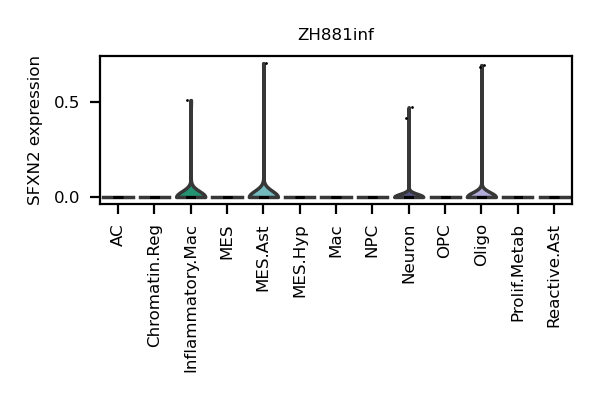 ZH881inf
SFXN2 expression
0.5
0.0
AC
Chromatin.Reg
Inflammatory.Mac
MES
MES.Ast
MES.Hyp
Mac
NPC
Neuron
OPC
Oligo
Prolif.Metab
Reactive.Ast